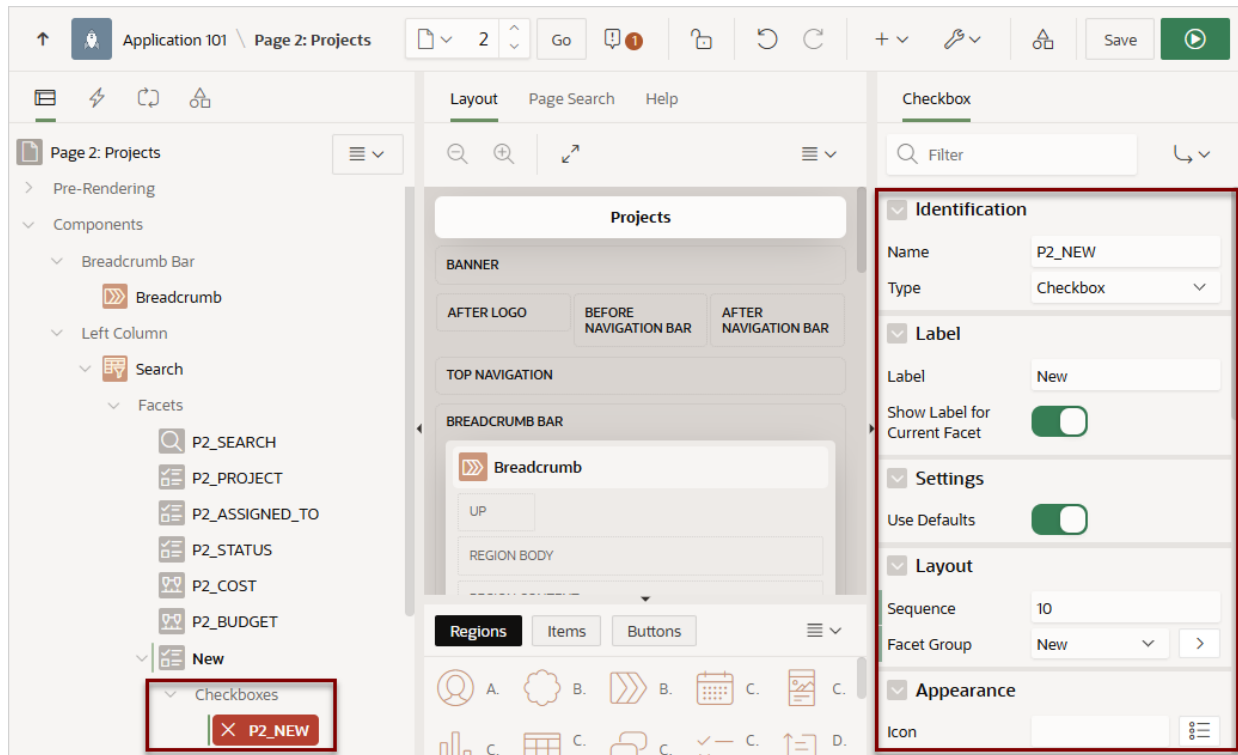 Application 101 \ Page 2: Projects
2
Go
1
Save
Page 2: Projects
Pre-Rendering
Components
Breadcrumb Bar
Breadcrumb
Left Column
Search
Facets
P2_SEARCH
P2_PROJECT
P2_ASSIGNED_TO
P2_STATUS
P2_COST
P2_BUDGET
New
Checkboxes
P2_NEW
Layout
Page Search
Help
Projects
BANNER
AFTER LOGO
BEFORE
NAVIGATION BAR
AFTER
NAVIGATION BAR
TOP NAVIGATION
BREADCRUMB BAR
Breadcrumb
UP
REGION BODY
Regions
Items
Buttons
A.
B.
B.
C.
C.
C.
C.
C.
C.
D.
Checkbox
Filter
Identification
Name
P2_NEW
Type
Checkbox
Label
Label
New
Show Label for
Current Facet
Settings
Use Defaults
Layout
Sequence
10
Facet Group
New
Appearance
Icon